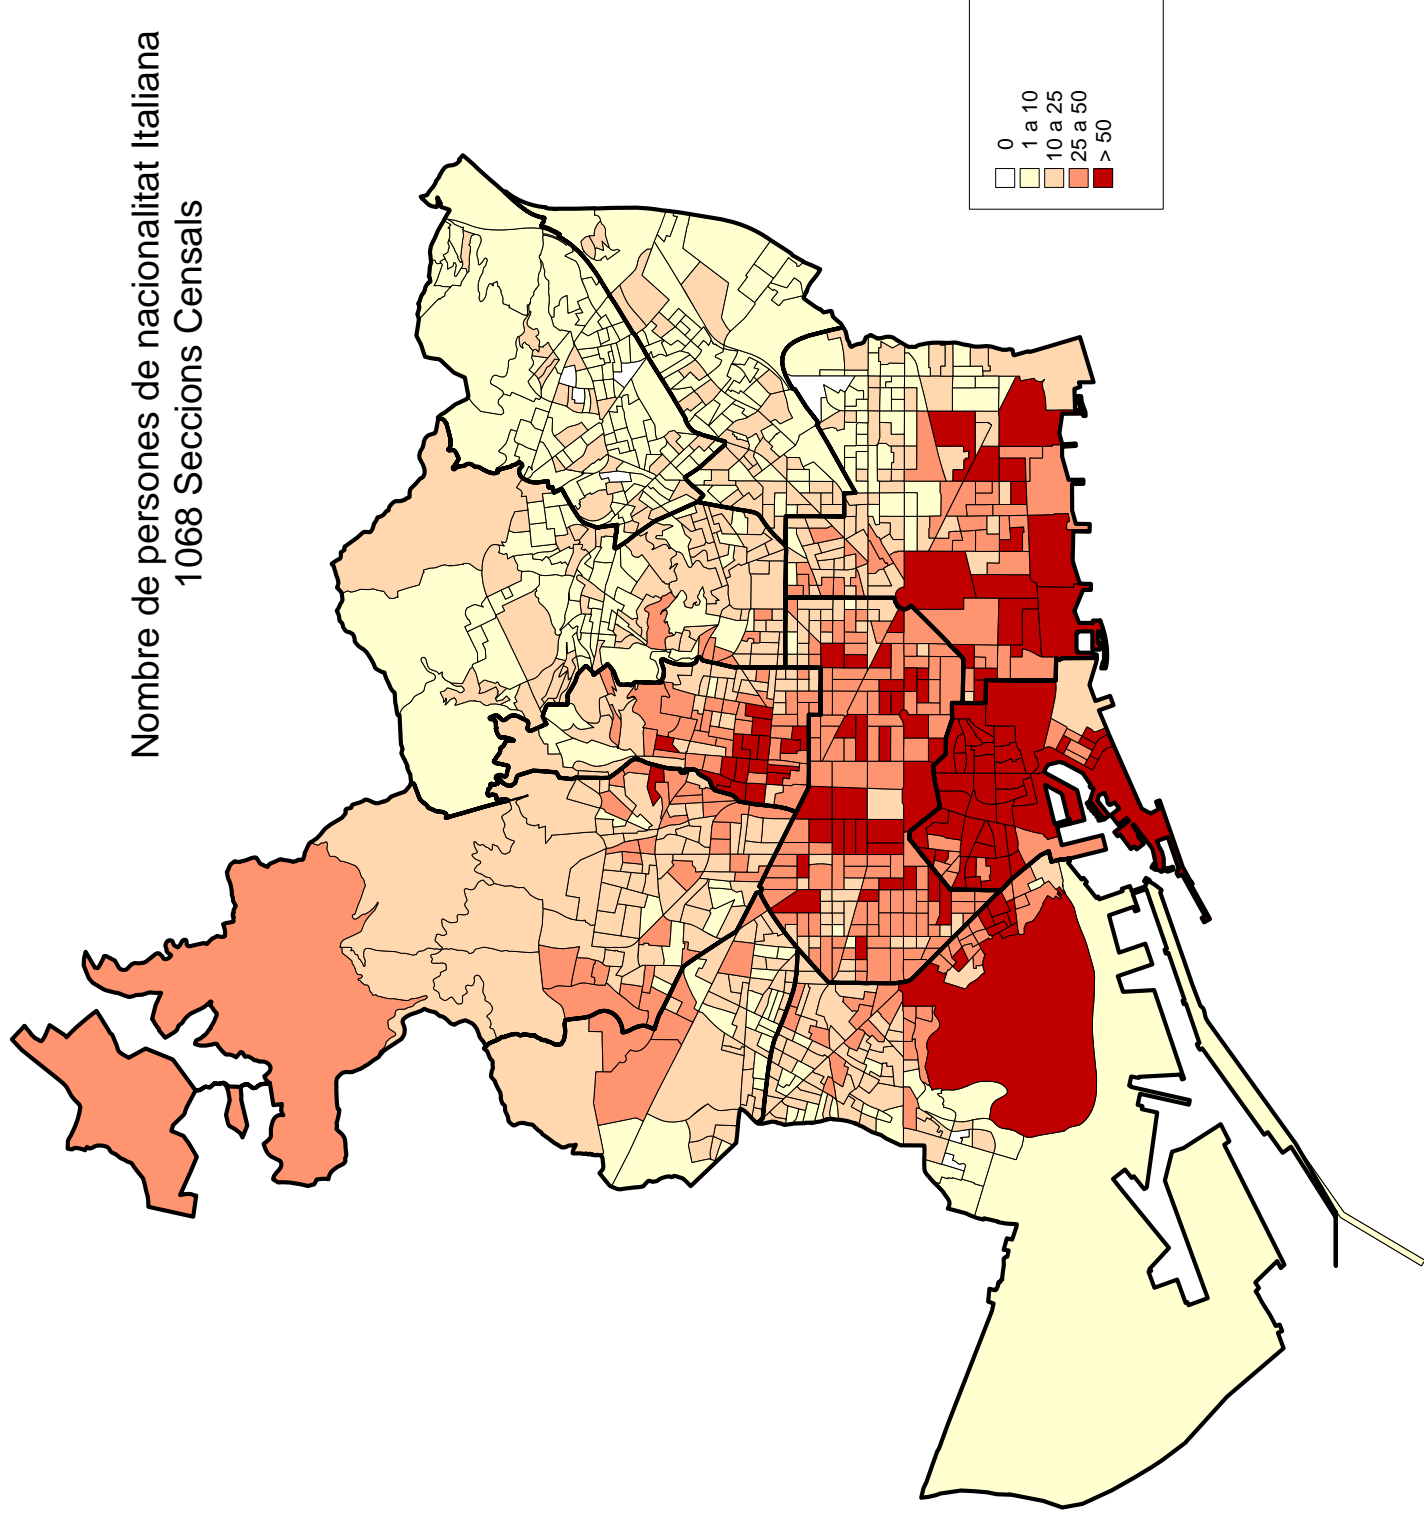 Nombre de persones de nacionalitat Italiana
1068 Seccions Censals
0
1 a 10
10 a 25
25 a 50
> 50